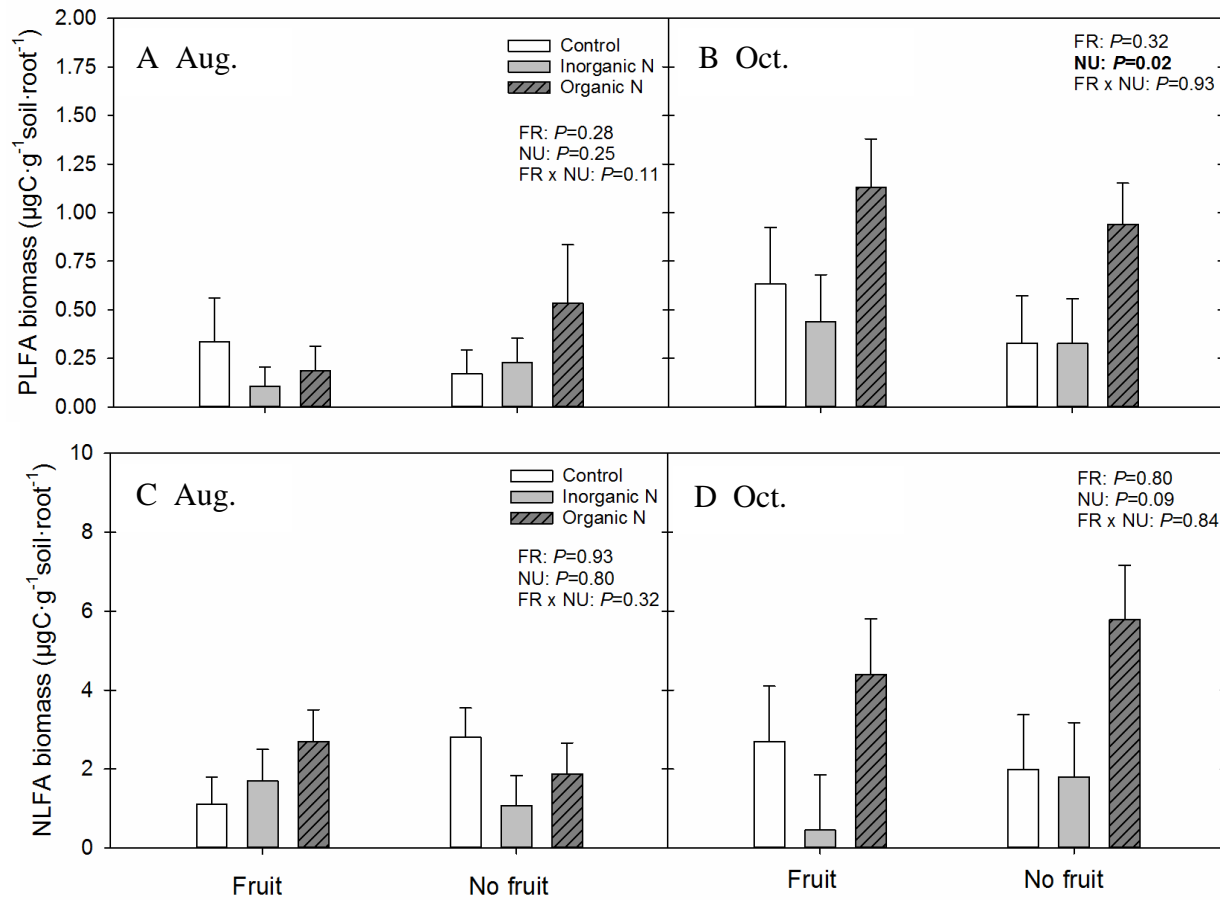 PLFA biomass (µgC·g⁻¹soil·root⁻¹)
2.00
1.75
1.50
1.25
1.00
0.75
0.50
0.25
0.00
A Aug.
Control
Inorganic N
Organic N
FR: P=0.28
NU: P=0.25
FR x NU: P=0.11
B Oct.
FR: P=0.32
NU: P=0.02
FR x NU: P=0.93
NLFA biomass (µgC·g⁻¹soil·root⁻¹)
10
8
6
4
2
0
C Aug.
Control
Inorganic N
Organic N
FR: P=0.93
NU: P=0.80
FR x NU: P=0.32
D Oct.
FR: P=0.80
NU: P=0.09
FR x NU: P=0.84
Fruit
No fruit
Fruit
No fruit